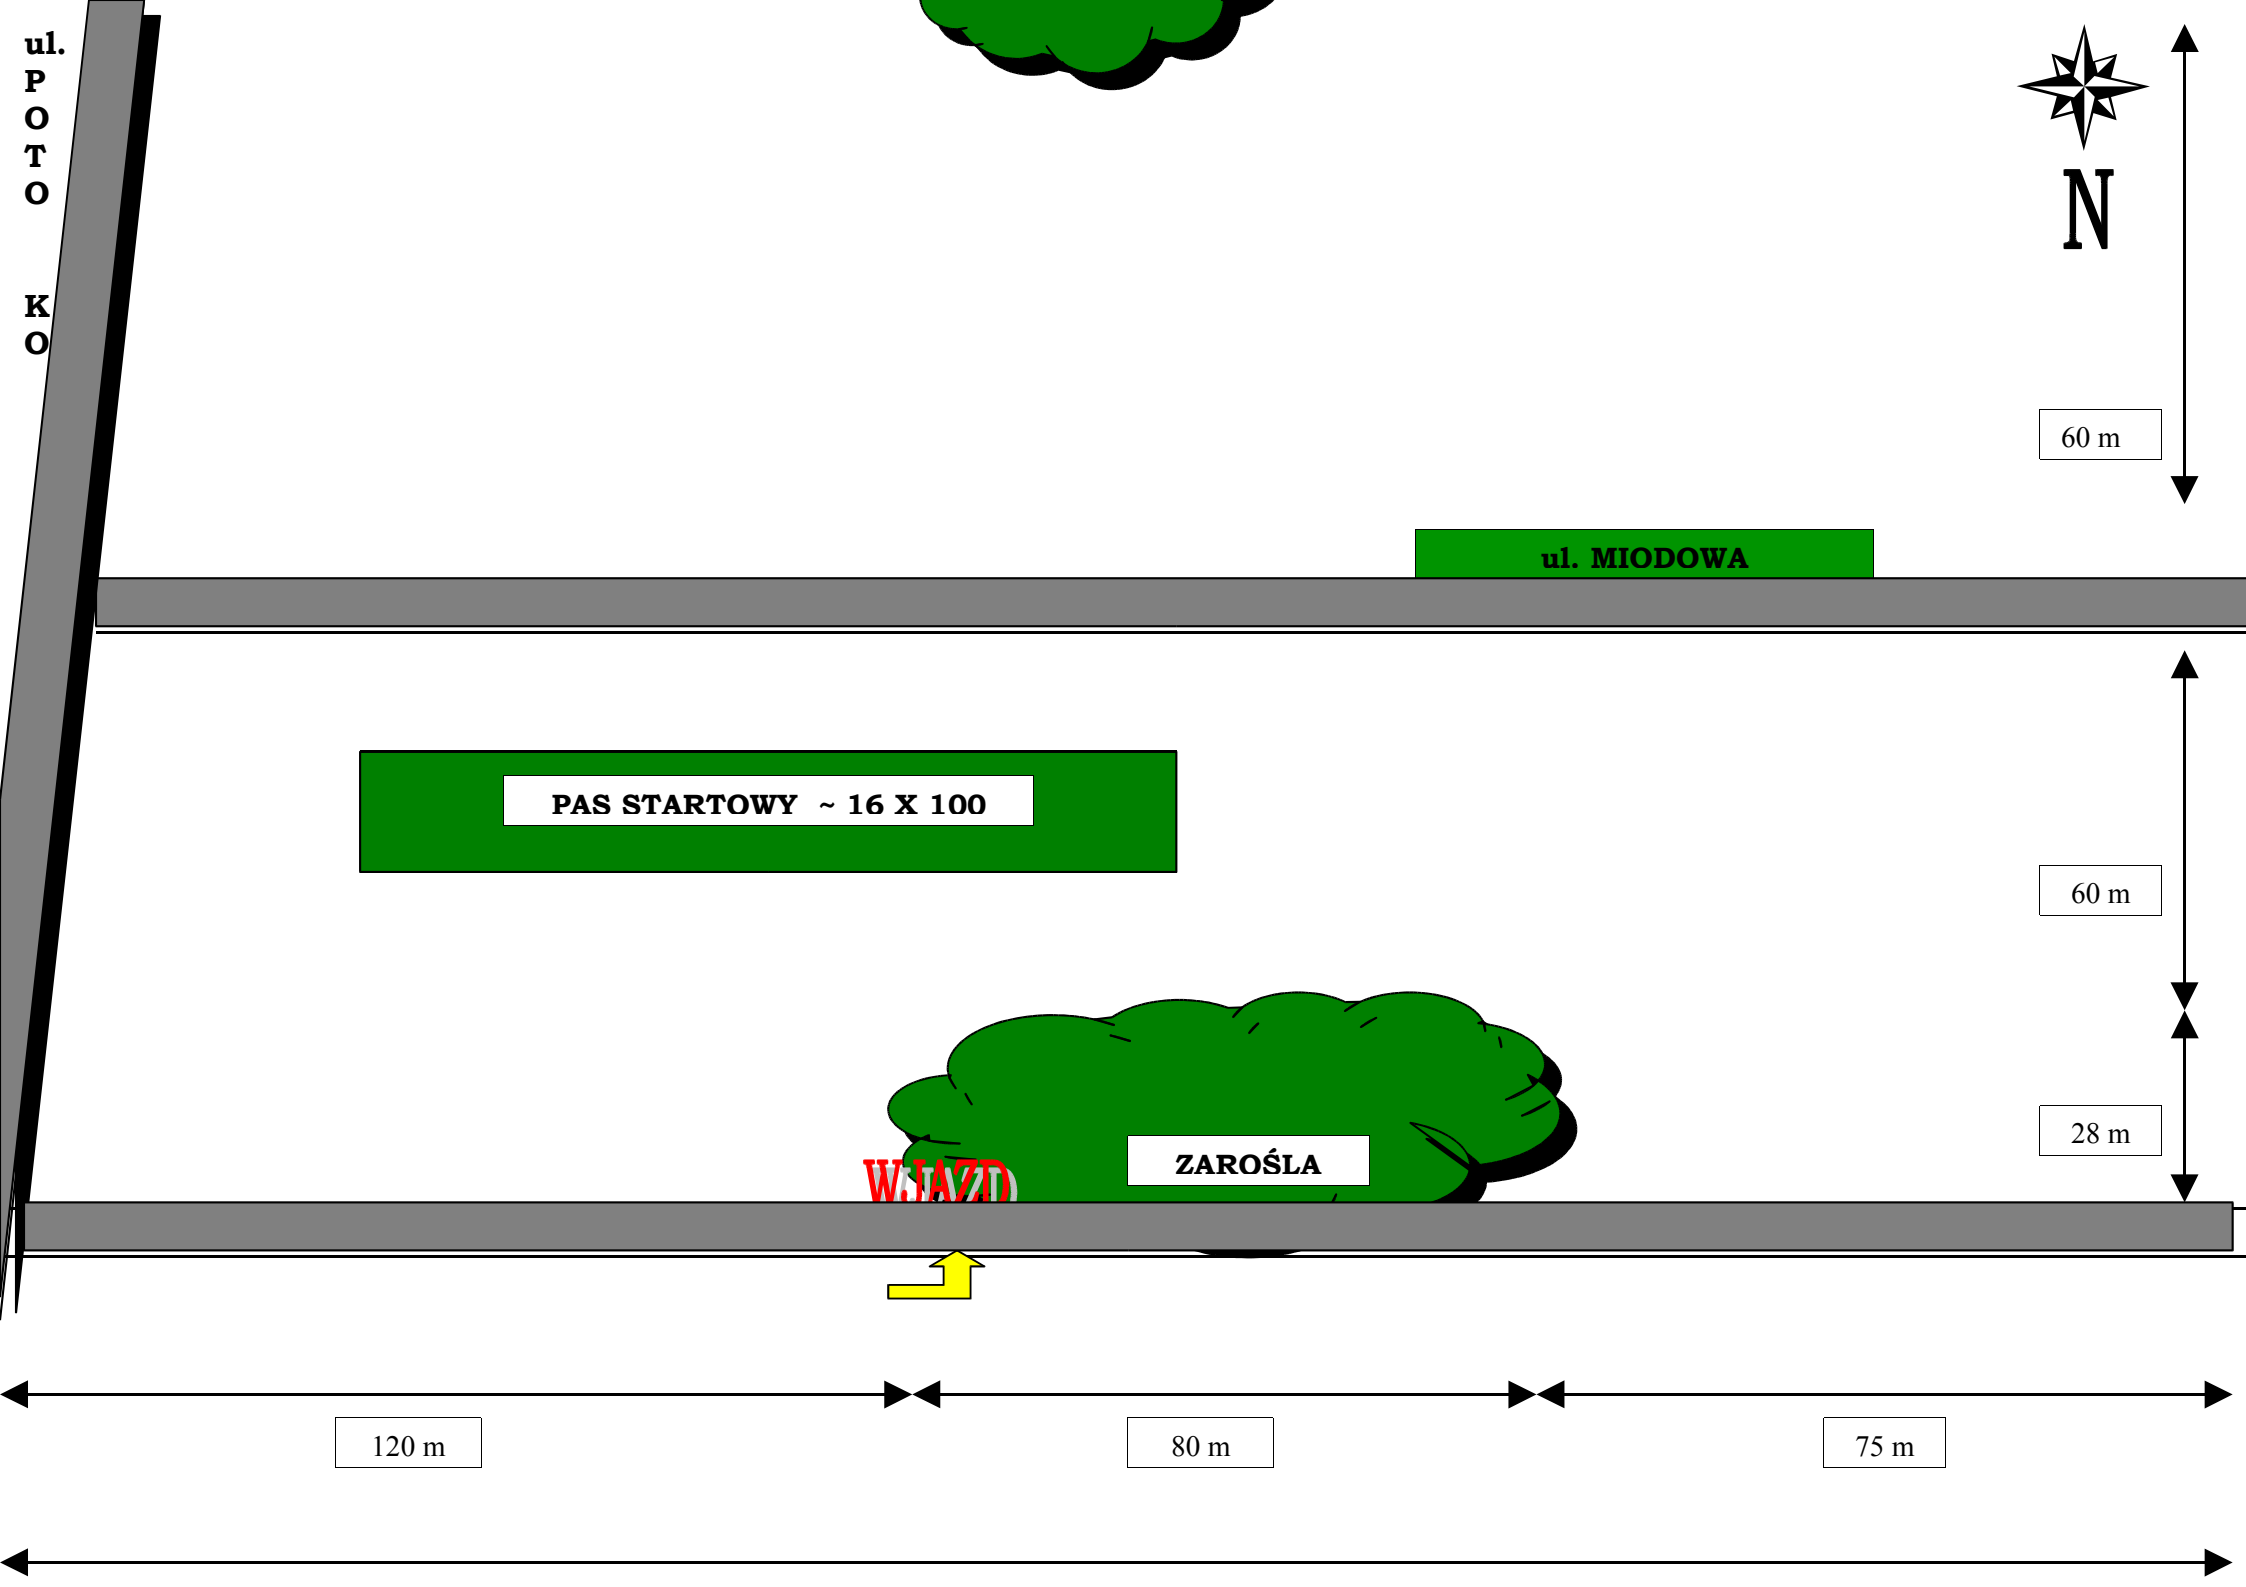 ul.
P
O
T
O
K
O
N
60 m
ul. MIODOWA
PAS STARTOWY ~ 16 X 100
60 m
28 m
ZAROŚLA
WJAZD
120 m
80 m
75 m